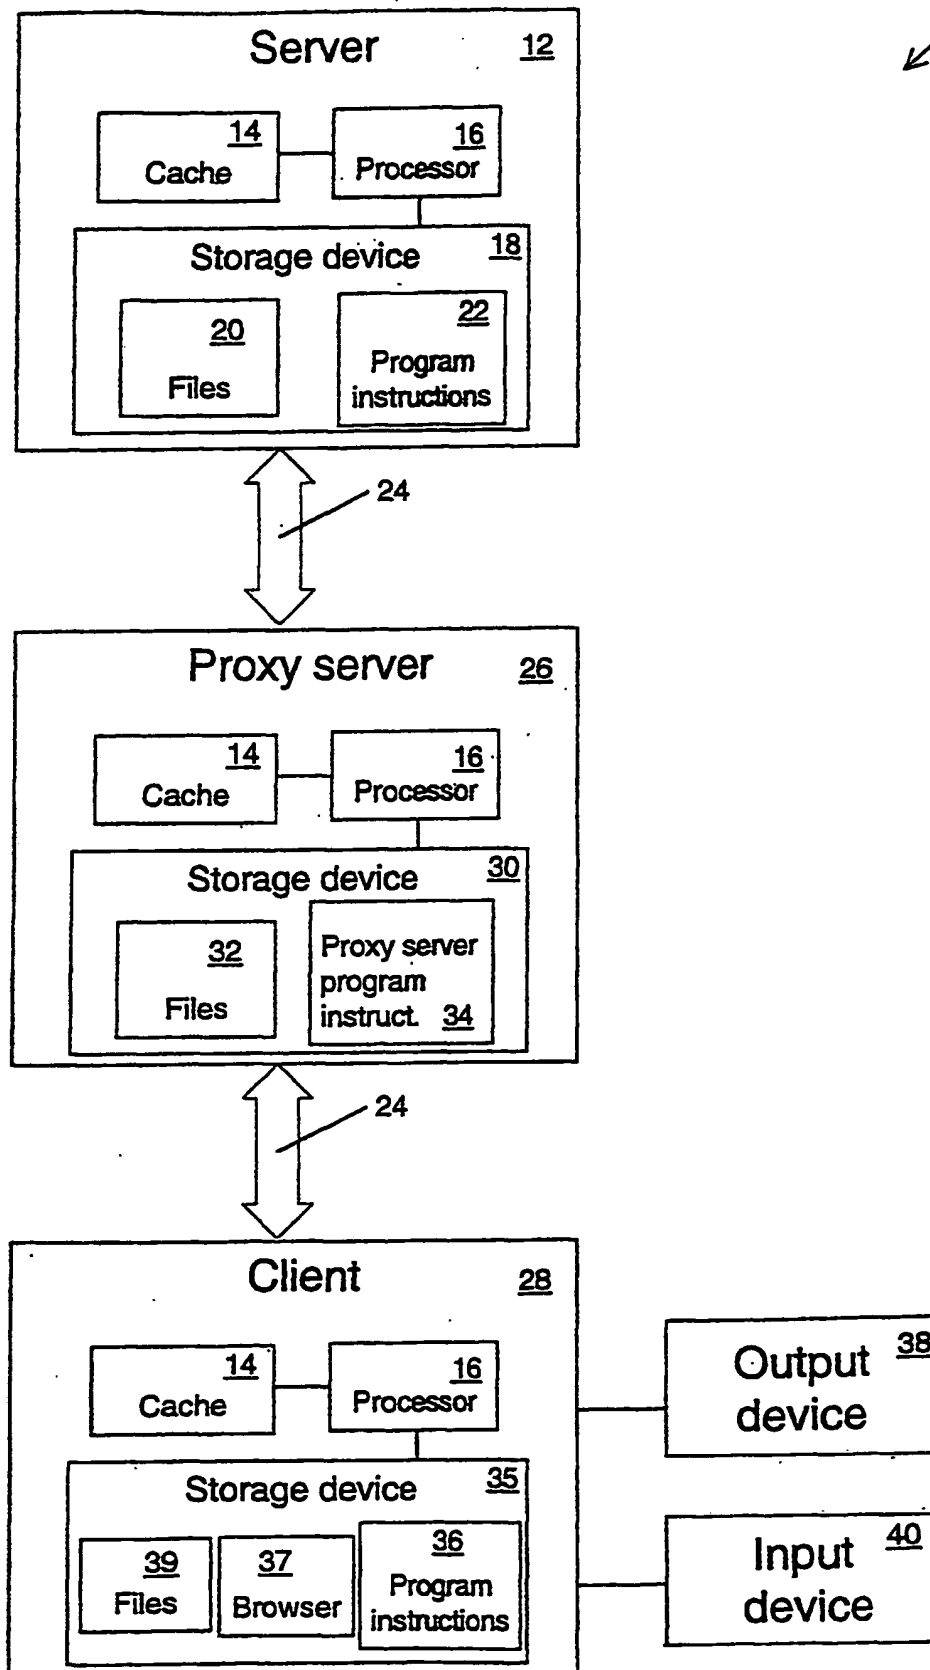 Server 12
14
Cache
16
Processor
Storage device 18
20
Files
22
Program
instructions
24
Proxy server 26
14
Cache
16
Processor
Storage device 30
32
Files
Proxy server
program
instruct. 34
24
Client 28
14
Cache
16
Processor
Storage device 35
39
Files
37
Browser
36
Program
instructions
Output 38
device
Input 40
device